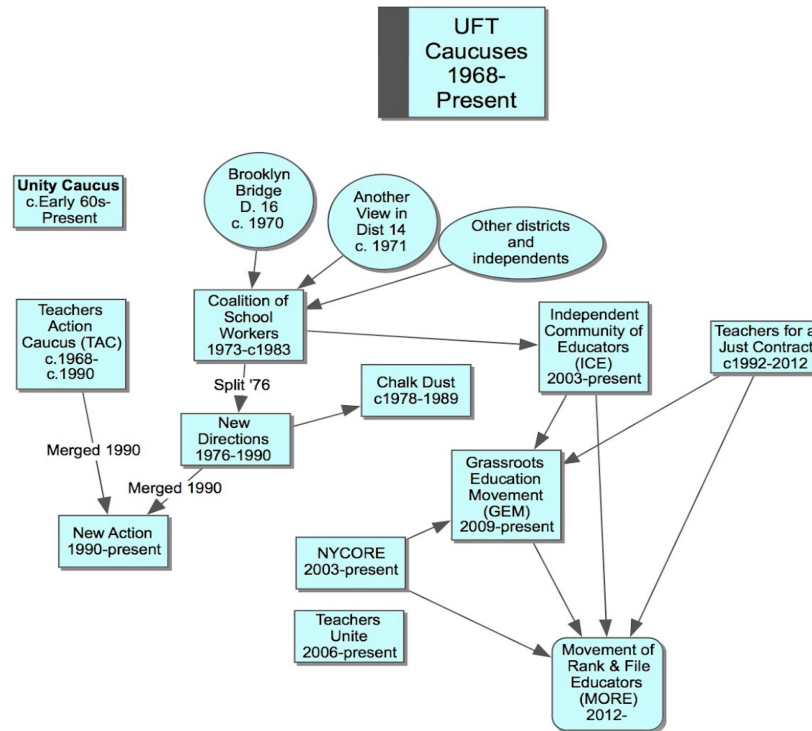 UFT
Caucuses
1968-
Present
Unity Caucus
c.Early 60s-
Present
Brooklyn
Bridge
D. 16
c. 1970
Another
View in
Dist 14
c. 1971
Other districts
and
independents
Teachers
Action
Caucus (TAC)
c.1968-
c.1990
Coalition of
School
Workers
1973-c1983
Independent
Community of
Educators
(ICE)
2003-present
Teachers for a
Just Contract
c1992-2012
Split '76
Chalk Dust
c1978-1989
New
Directions
1976-1990
Merged 1990
Merged 1990
Grassroots
Education
Movement
(GEM)
2009-present
New Action
1990-present
NYCORE
2003-present
Teachers
Unite
2006-present
Movement of
Rank & File
Educators
(MORE)
2012-